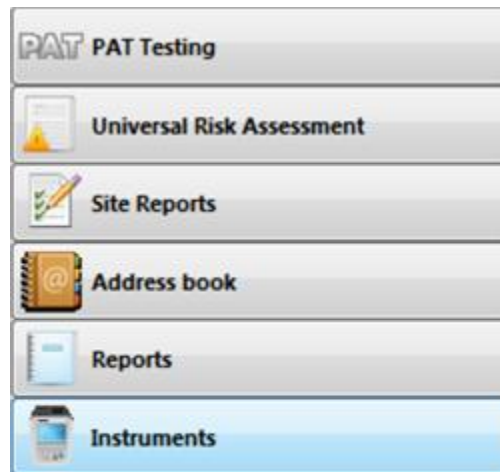 PAT PAT Testing
Universal Risk Assessment
Site Reports
Address book
Reports
Instruments